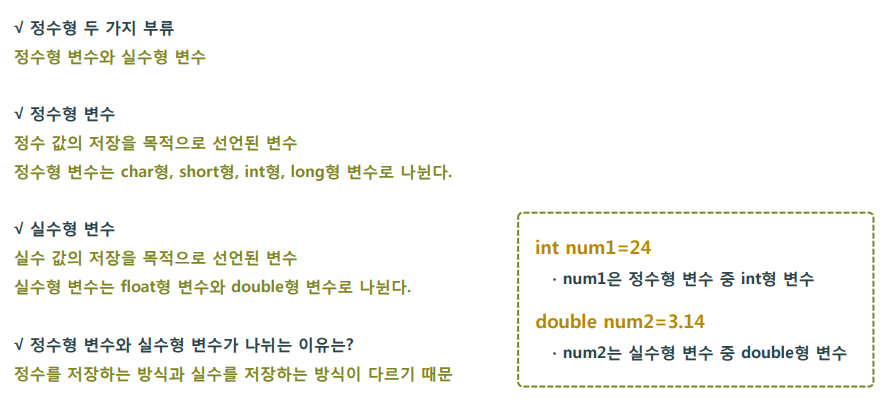 √ 정수형 두 가지 부류
정수형 변수와 실수형 변수
√ 정수형 변수
정수 값의 저장을 목적으로 선언된 변수
정수형 변수는 char형, short형, int형, long형 변수로 나뉜다.
√ 실수형 변수
실수 값의 저장을 목적으로 선언된 변수
실수형 변수는 float형 변수와 double형 변수로 나뉜다.
√ 정수형 변수와 실수형 변수가 나뉘는 이유는?
정수를 저장하는 방식과 실수를 저장하는 방식이 다르기 때문
int num1=24
· num1은 정수형 변수 중 int형 변수
double num2=3.14
· num2는 실수형 변수 중 double형 변수